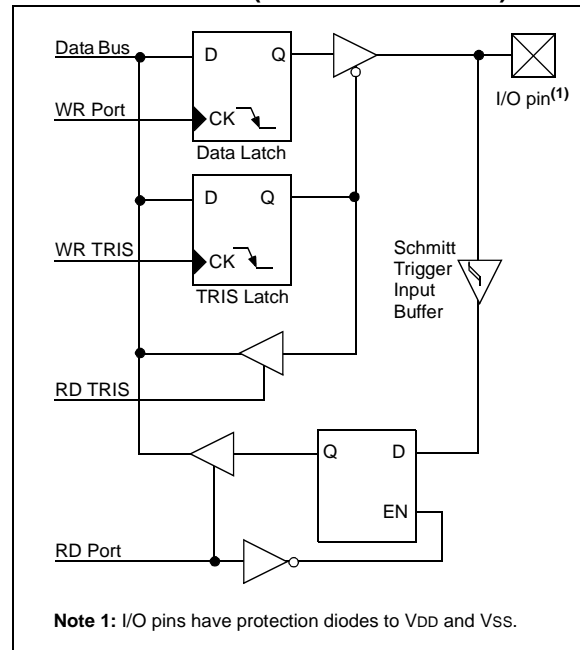 Data Bus
D Q
I/O pin(1)
WR Port
CK
Data Latch
D Q
WR TRIS
CK
TRIS Latch
Schmitt
Trigger
Input
Buffer
RD TRIS
Q D
EN
RD Port
Note 1: I/O pins have protection diodes to VDD and VSS.